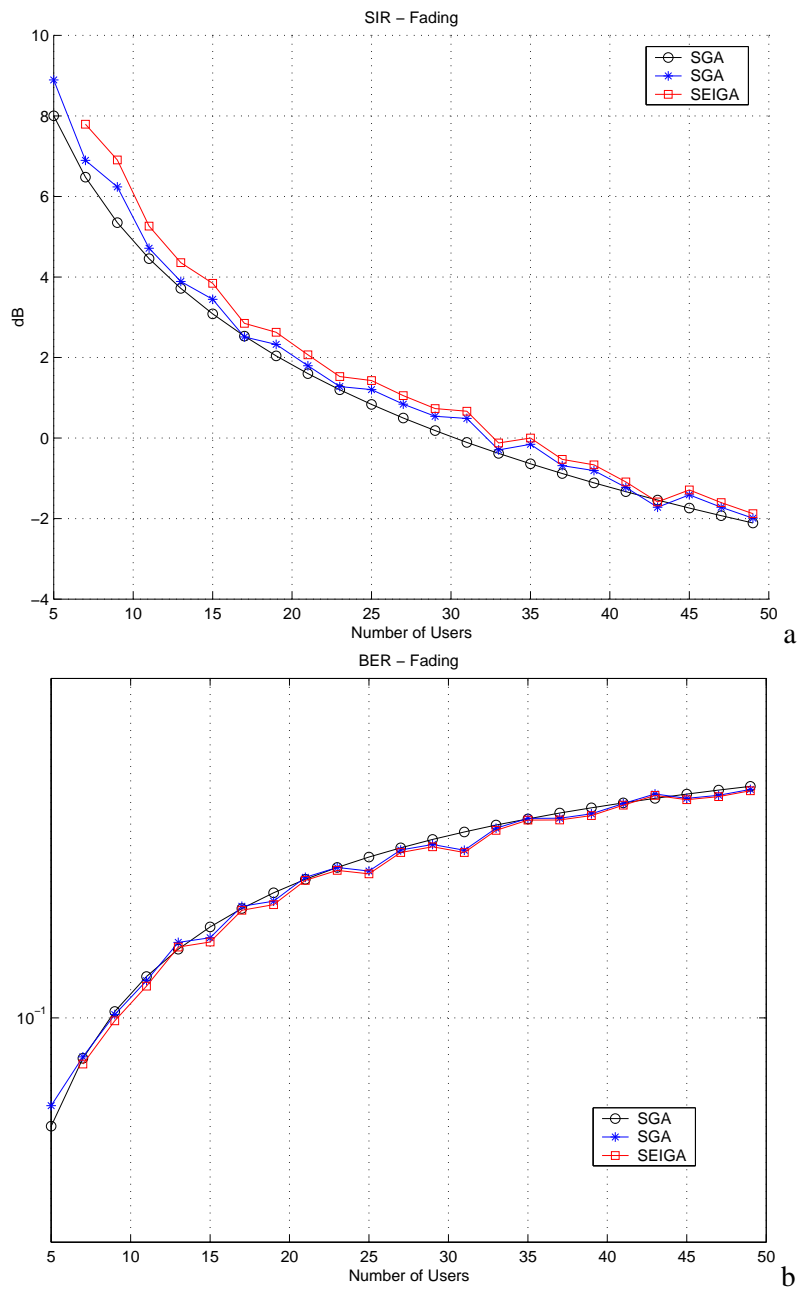 SIR – Fading
10
8
6
4
2
0
−2
−4
dB
SGA
SGA
SEIGA
5 10 15 20 25 30 35 40 45 50
Number of Users
a
BER – Fading
10⁻¹
SGA
SGA
SEIGA
5 10 15 20 25 30 35 40 45 50
Number of Users
b